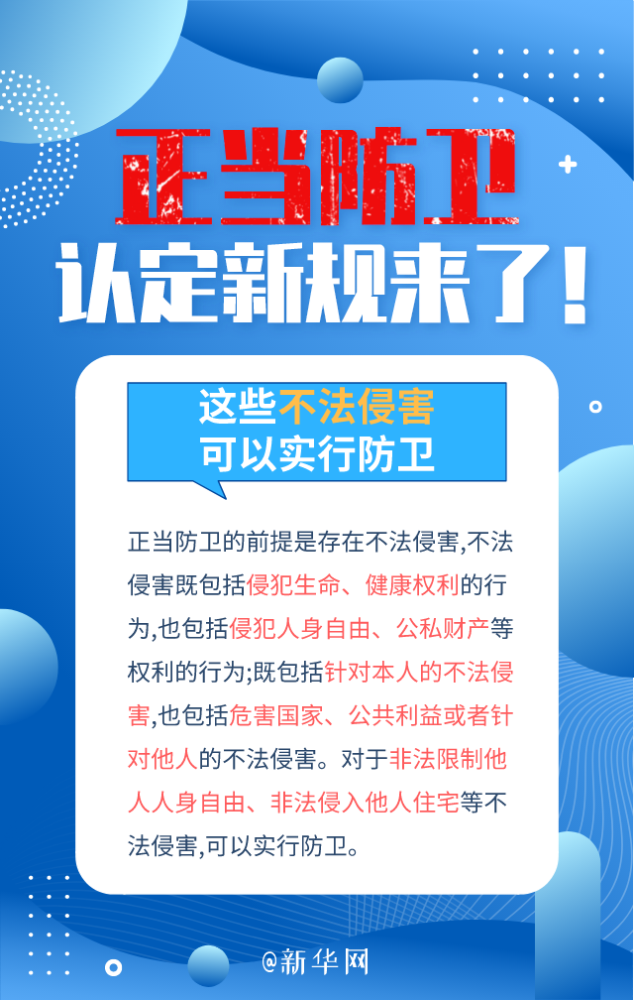 正当防卫
认定新规来了!
这些不法侵害
可以实行防卫
正当防卫的前提是存在不法侵害,不法
侵害既包括侵犯生命、健康权利的行
为,也包括侵犯人身自由、公私财产等
权利的行为;既包括针对本人的不法侵
害,也包括危害国家、公共利益或者针
对他人的不法侵害。对于非法限制他
人人身自由、非法侵入他人住宅等不
法侵害,可以实行防卫。
@新华网